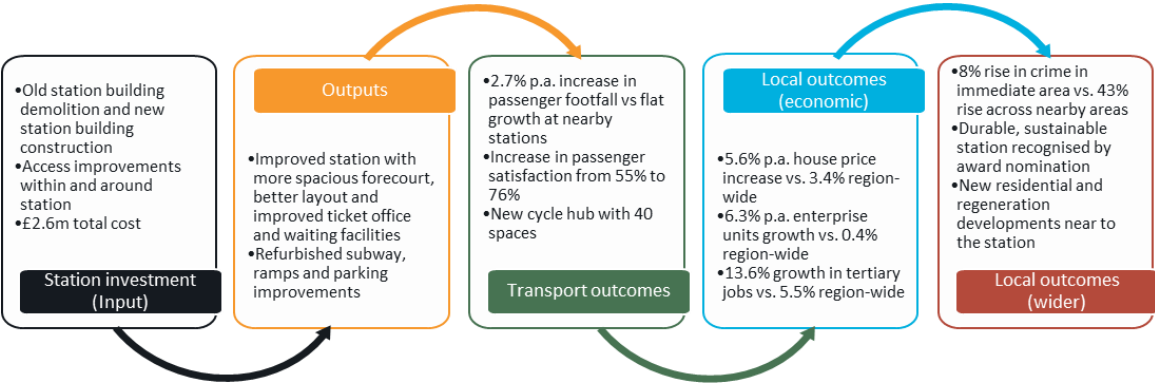 •Old station building
demolition and new
station building
construction
•Access improvements
within and around
station
•£2.6m total cost
Station investment
(Input)
Outputs
•Improved station with
more spacious forecourt,
better layout and
improved ticket office
and waiting facilities
•Refurbished subway,
ramps and parking
improvements
•2.7% p.a. increase in
passenger footfall vs flat
growth at nearby
stations
•Increase in passenger
satisfaction from 55% to
76%
•New cycle hub with 40
spaces
Transport outcomes
Local outcomes
(economic)
•5.6% p.a. house price
increase vs. 3.4% region-
wide
•6.3% p.a. enterprise
units growth vs. 0.4%
region-wide
•13.6% growth in tertiary
jobs vs. 5.5% region-wide
•8% rise in crime in
immediate area vs. 43%
rise across nearby areas
•Durable, sustainable
station recognised by
award nomination
•New residential and
regeneration
developments near to
the station
Local outcomes
(wider)